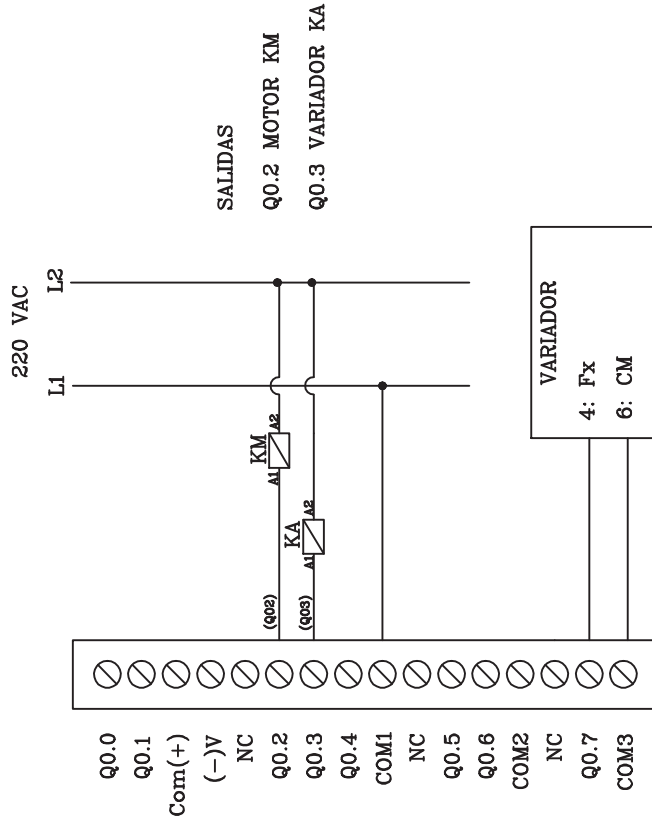 220 VAC
L1
L2
SALIDAS
Q0.2 MOTOR KM
Q0.3 VARIADOR KA
KM
A1
A2
KA
A1
A2
(Q02)
(Q03)
Q0.0
Q0.1
Com(+)
(-)V
NC
Q0.2
Q0.3
Q0.4
COM1
NC
Q0.5
Q0.6
COM2
NC
Q0.7
COM3
VARIADOR
4: Fx
6: CM